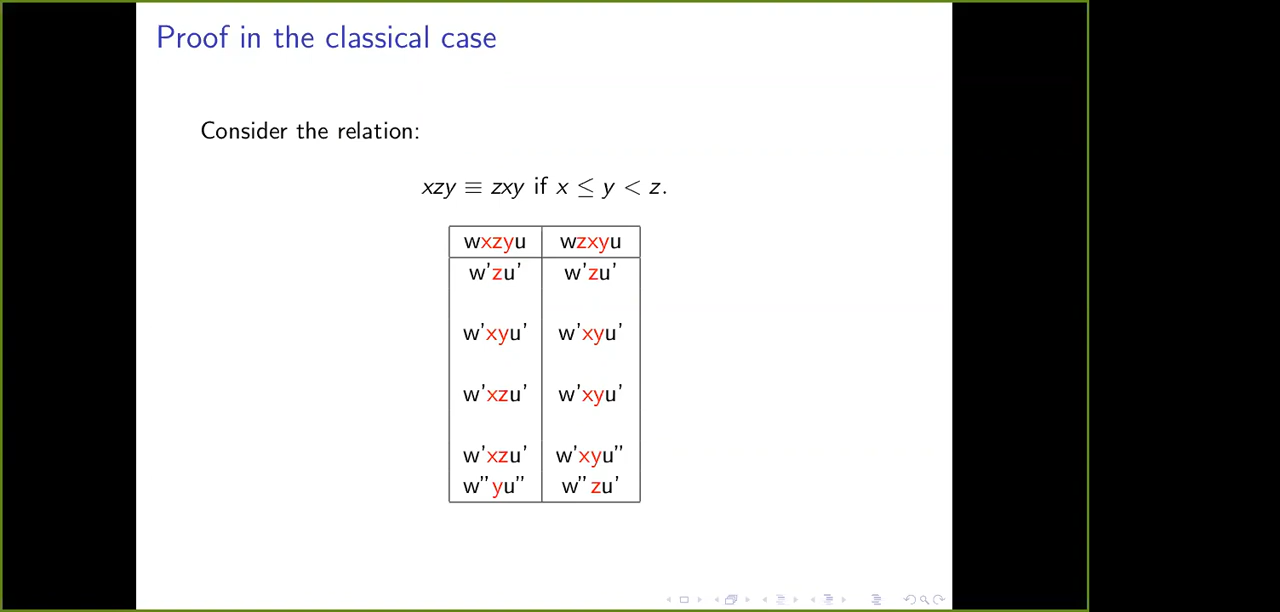 Proof in the classical case
Consider the relation:
xzy ≡ zxy if x ≤ y < z.
wxzyu wzxyu
w'zu' w'zu'
w'xyu' w'xyu'
w'xzu' w'xyu'
w'xzu' w'xyu"
w"yu" w"zu'